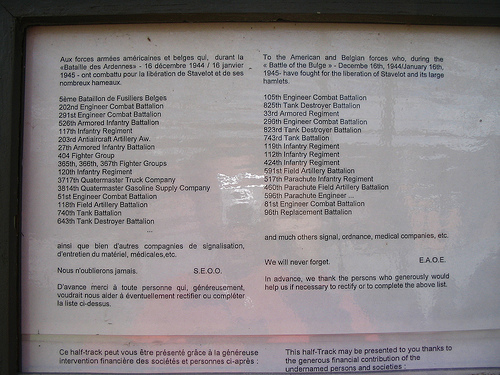 Aux forces armées américaines et belges qui, durant la
«Bataille des Ardennes» - 16 décembre 1944 / 16 janvier
1945 - ont combattu pour la libération de Stavelot et de ses
nombreux hameaux.
5ème Bataillon de Fusiliers Belges
202nd Engineer Combat Battalion
291st Engineer Combat Battalion
526th Armored Infantry Battalion
117th Infantry Regiment
203rd Antiaircraft Artillery Aw.
27th Armored Infantry Battalion
404 Fighter Group
365th, 366th, 367th Fighter Groups
120th Infantry Regiment
3717th Quartermaster Truck Company
3814th Quartermaster Gasoline Supply Company
51st Engineer Combat Battalion
118th Field Artillery Battalion
740th Tank Battalion
643th Tank Destroyer Battalion
...
ainsi que bien d'autres compagnies de signalisation,
d'entretien du matériel, médicales,etc.
Nous n'oublierons jamais. S.E.O.O.
D'avance merci à toute personne qui, généreusement,
voudrait nous aider à éventuellement rectifier ou compléter
la liste ci-dessus.
Ce half-track peut vous être présenté grâce à la généreuse
intervention financière des sociétés et personnes ci-après :
To the American and Belgian forces who, during the
« Battle of the Bulge » - Decembe 16th, 1944/January 16th,
1945- have fought for the liberation of Stavelot and its large
hamlets.
105th Engineer Combat Battalion
825th Tank Destroyer Battalion
33rd Armored Regiment
296th Engineer Combat Battalion
823rd Tank Destroyer Battalion
743rd Tank Battalion
119th Infantry Regiment
112th Infantry Regiment
424th Infantry Regiment
591st Field Artillery Battalion
517th Parachute Infantry Regiment
460th Parachute Field Artillery Battalion
596th Parachute Engineer ...
81st Engineer Combat Battalion
96th Replacement Battalion
and much others signal, ordnance, medical companies, etc.
We will never forget. E.A.O.E.
In advance, we thank the persons who generously would
help us if necessary to rectify or to complete the above list.
This half-Track may be presented to you thanks to
the generous financial contribution of the
undernamed persons and societies :